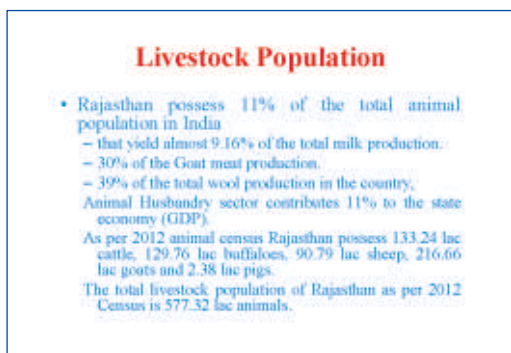 Livestock Population
• Rajasthan possess 11% of the total animal
population in India
– that yield almost 9.16% of the total milk production.
– 30% of the Goat meat production.
– 39% of the total wool production in the country,
Animal Husbandry sector contributes 11% to the state
economy (GDP).
As per 2012 animal census Rajasthan possess 133.24 lac
cattle, 129.76 lac buffaloes, 90.79 lac sheep, 216.66
lac goats and 2.38 lac pigs.
The total livestock population of Rajasthan as per 2012
Census is 577.32 lac animals.